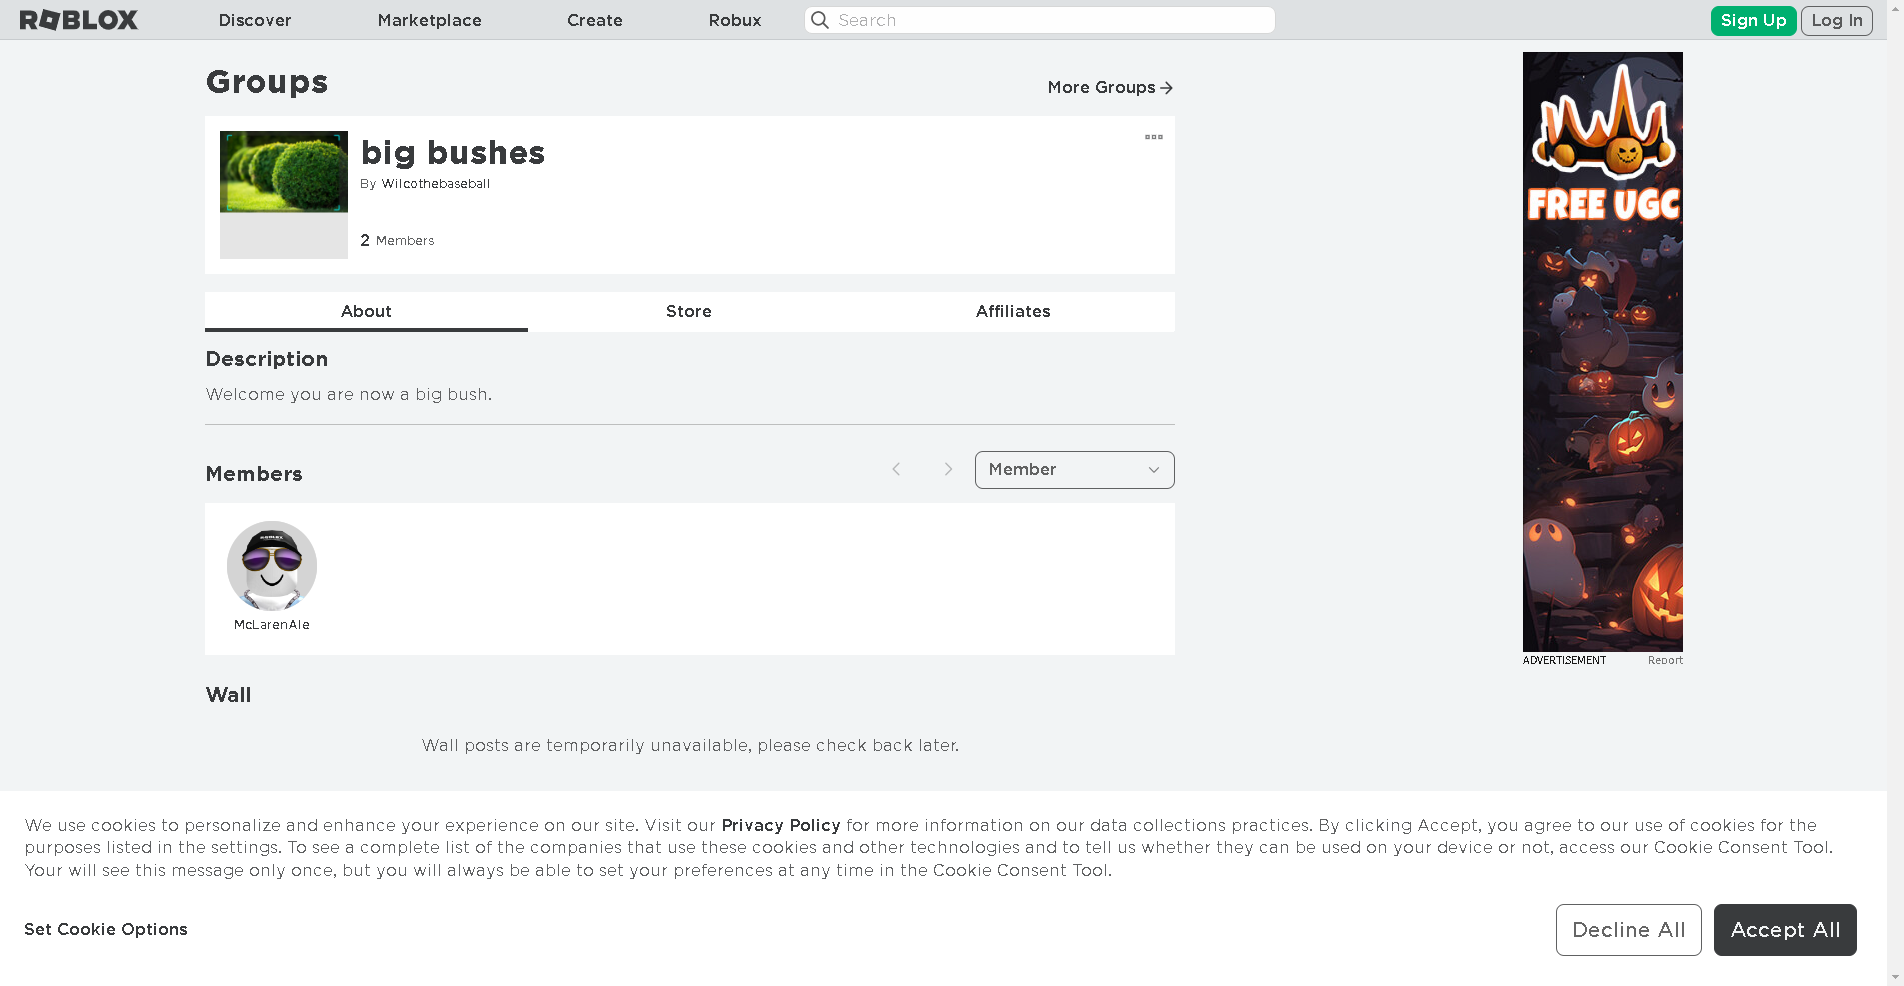 ROBLOX
Discover
Marketplace
Create
Robux
Search
Sign Up
Log In
Groups
More Groups
big bushes
By Wilcothebaseball
2 Members
About
Store
Affiliates
Description
Welcome you are now a big bush.
Members
Member
ROBLOX
McLarenAle
Wall
Wall posts are temporarily unavailable, please check back later.
FREE UGC
ADVERTISEMENT
Report
We use cookies to personalize and enhance your experience on our site. Visit our Privacy Policy for more information on our data collections practices. By clicking Accept, you agree to our use of cookies for the
purposes listed in the settings. To see a complete list of the companies that use these cookies and other technologies and to tell us whether they can be used on your device or not, access our Cookie Consent Tool.
Your will see this message only once, but you will always be able to set your preferences at any time in the Cookie Consent Tool.
Set Cookie Options
Decline All
Accept All